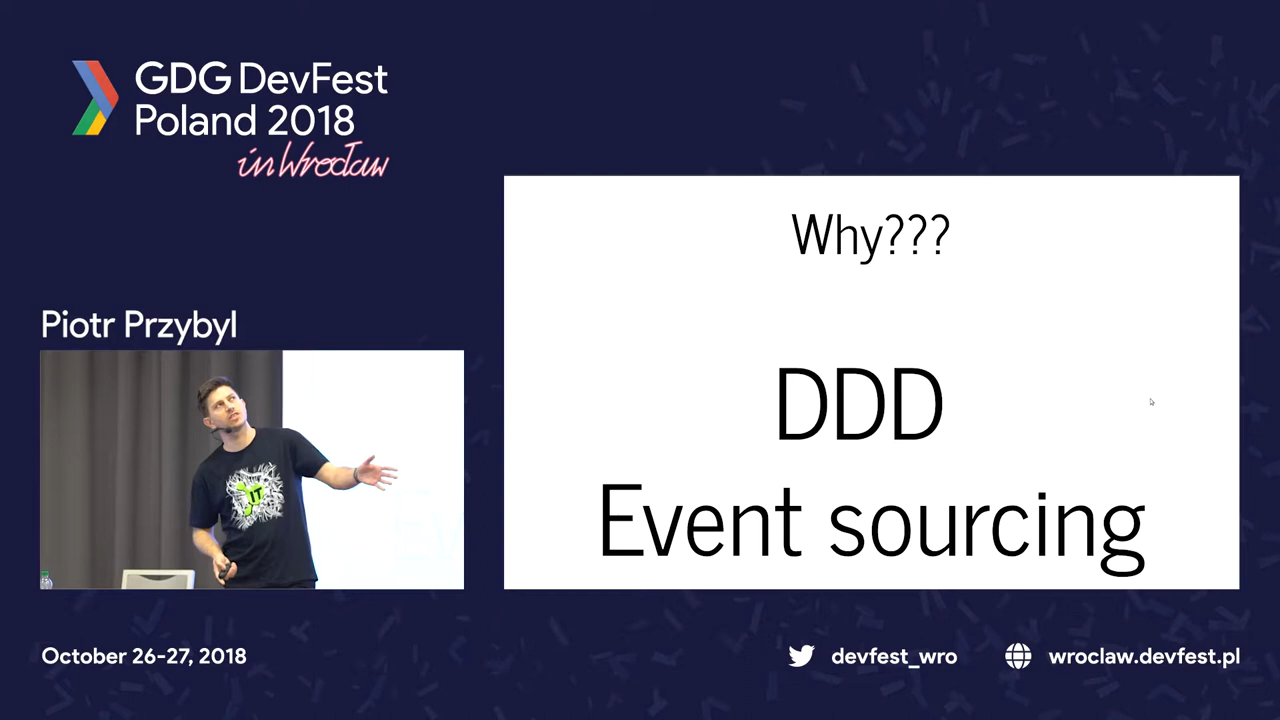 GDG DevFest
Poland 2018
in Wrocław
Why???
DDD
Event sourcing
Piotr Przybyl
IT
October 26-27, 2018
devfest_wro
wroclaw.devfest.pl